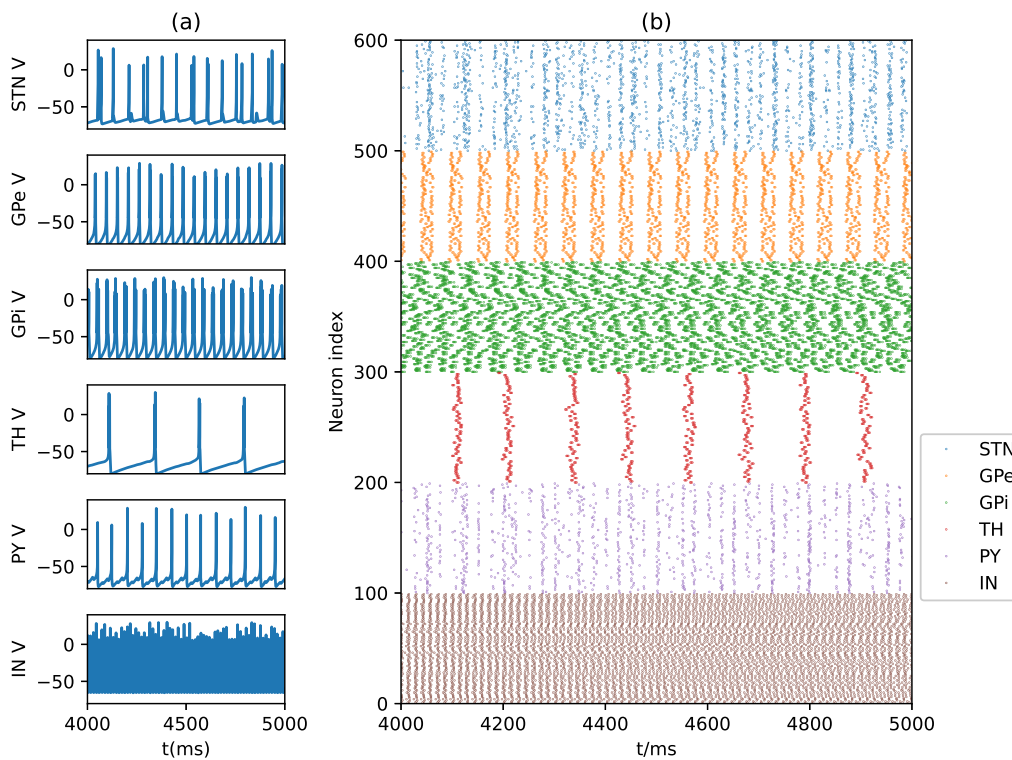 (a)
STN V
0
−50
GPe V
0
−50
GPi V
0
−50
TH V
0
−50
PY V
0
−50
IN V
0
−50
4000 4500 5000
t(ms)
(b)
Neuron index
600
500
400
300
200
100
0
4000 4200 4400 4600 4800 5000
t/ms
STN
GPe
GPi
TH
PY
IN